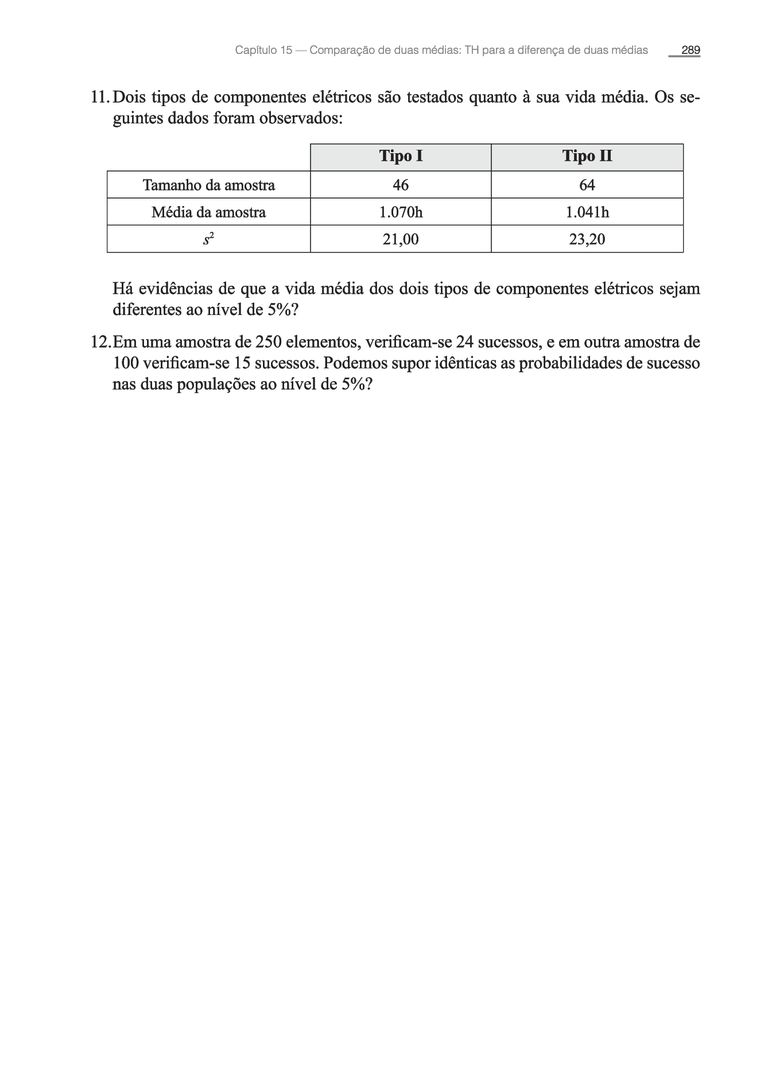 Capítulo 15 — Comparação de duas médias: TH para a diferença de duas médias 289
11. Dois tipos de componentes elétricos são testados quanto à sua vida média. Os se-
guintes dados foram observados:
Tipo I Tipo II
Tamanho da amostra 46 64
Média da amostra 1.070h 1.041h
s² 21,00 23,20
Há evidências de que a vida média dos dois tipos de componentes elétricos sejam
diferentes ao nível de 5%?
12. Em uma amostra de 250 elementos, verificam-se 24 sucessos, e em outra amostra de
100 verificam-se 15 sucessos. Podemos supor idênticas as probabilidades de sucesso
nas duas populações ao nível de 5%?